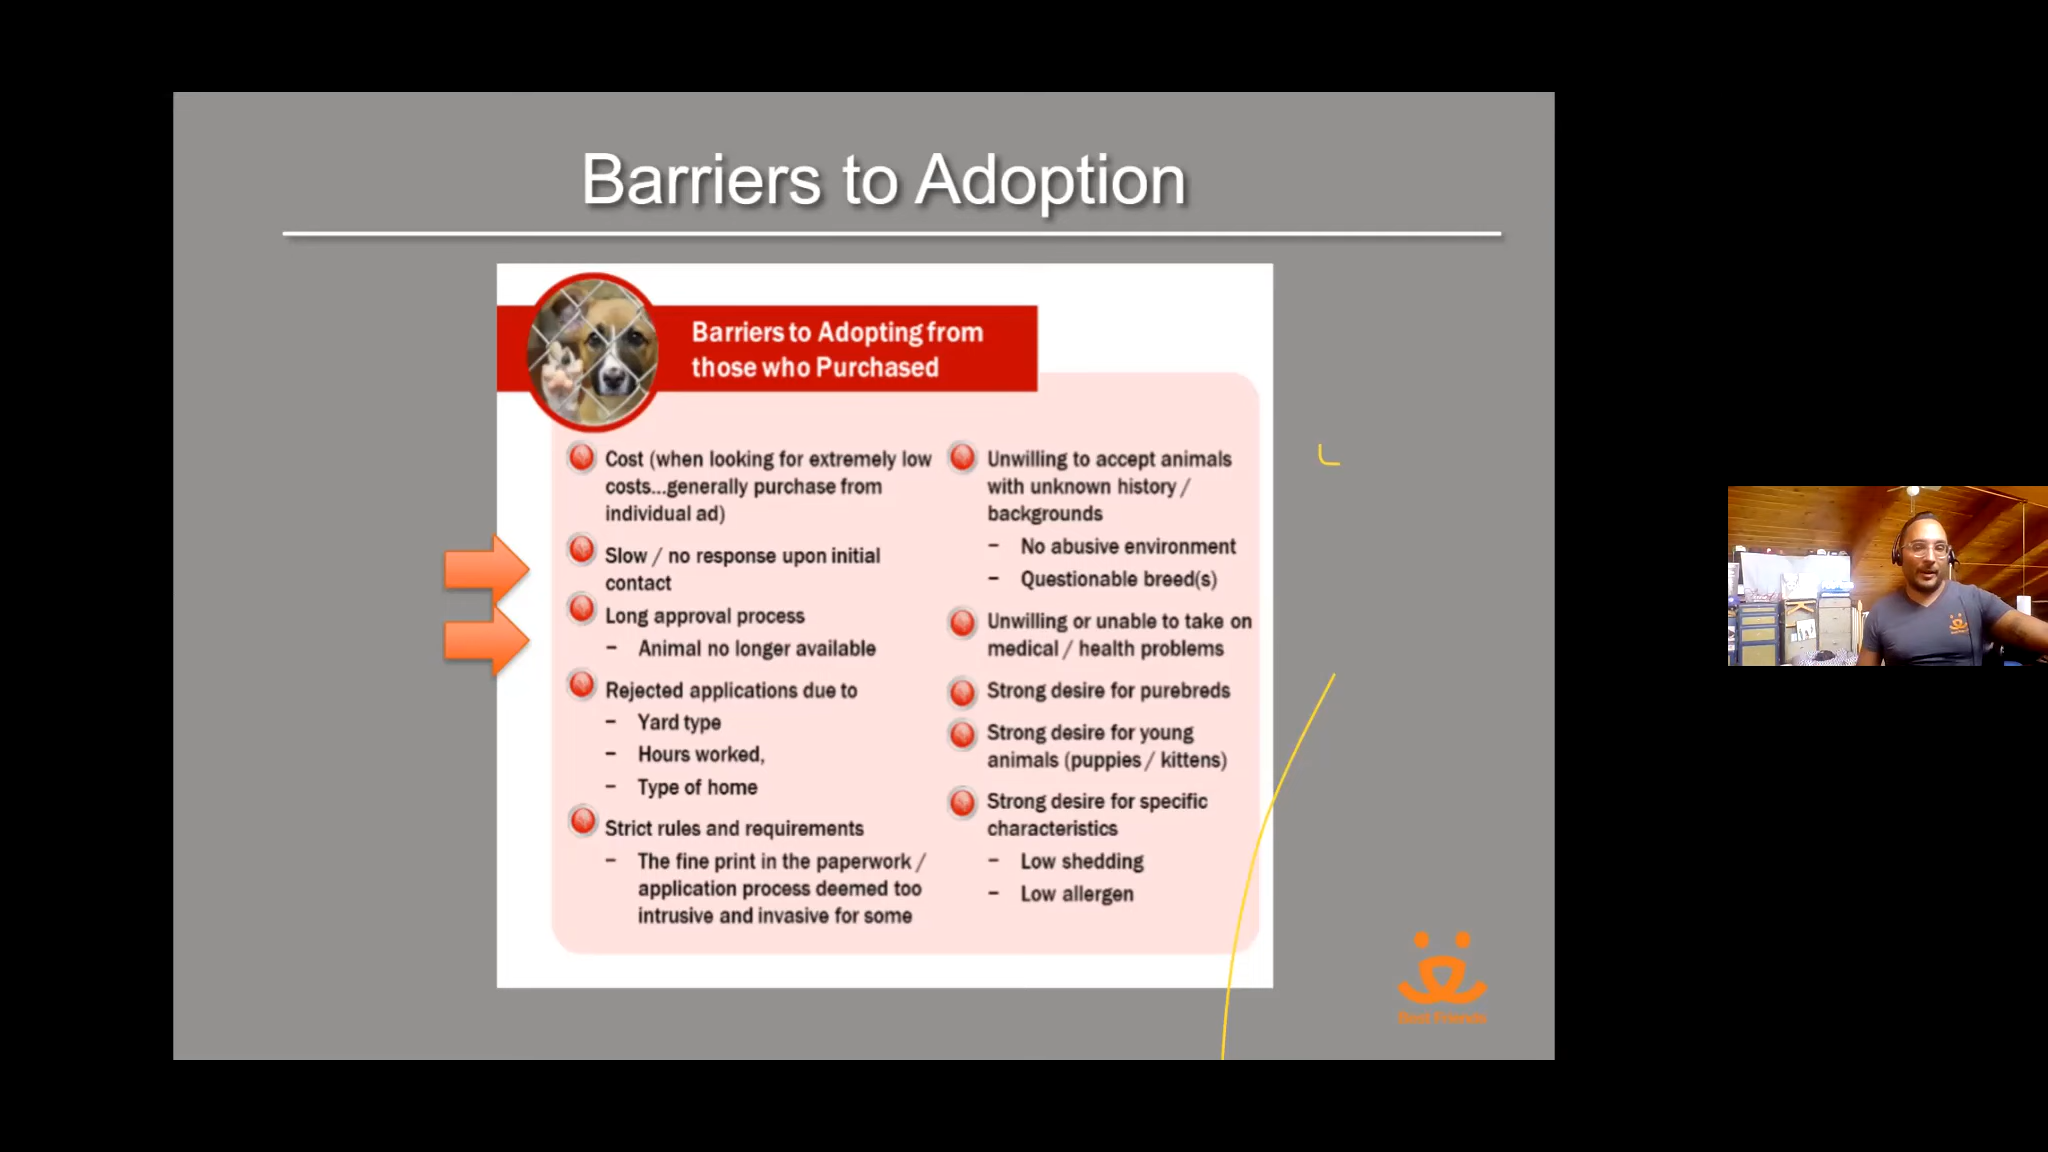 Barriers to Adoption
Barriers to Adopting from
those who Purchased
Cost (when looking for extremely low
costs...generally purchase from
individual ad)
Slow / no response upon initial
contact
Long approval process
– Animal no longer available
Rejected applications due to
– Yard type
– Hours worked,
– Type of home
Strict rules and requirements
– The fine print in the paperwork /
application process deemed too
intrusive and invasive for some
Unwilling to accept animals
with unknown history /
backgrounds
– No abusive environment
– Questionable breed(s)
Unwilling or unable to take on
medical / health problems
Strong desire for purebreds
Strong desire for young
animals (puppies / kittens)
Strong desire for specific
characteristics
– Low shedding
– Low allergen
Best Friends